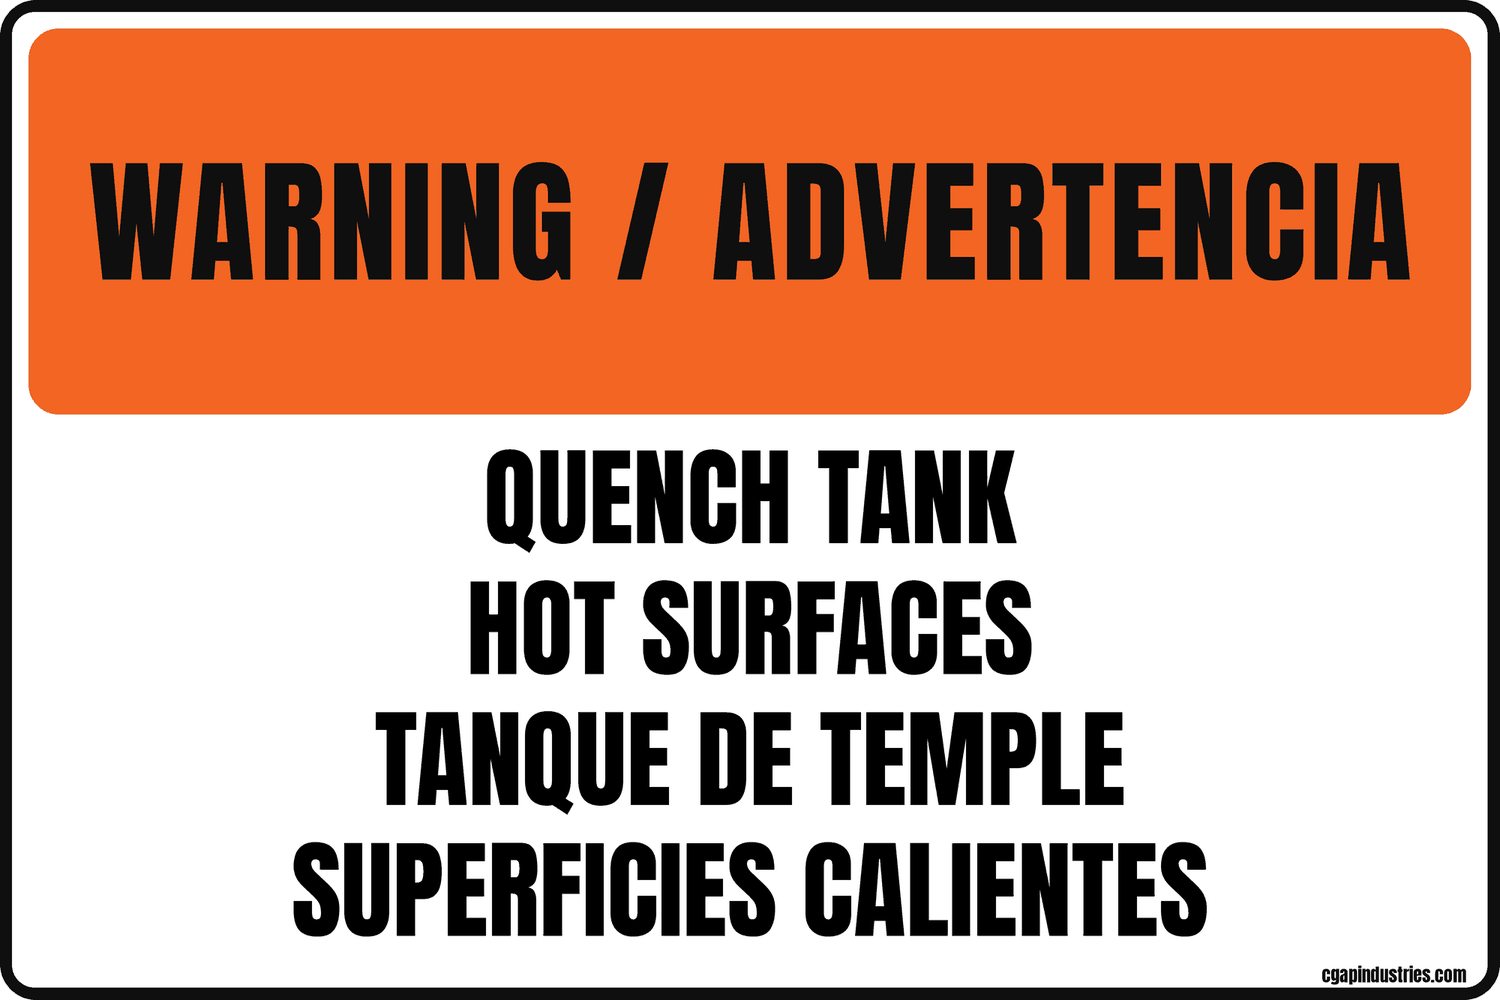 WARNING / ADVERTENCIA
QUENCH TANK
HOT SURFACES
TANQUE DE TEMPLE
SUPERFICIES CALIENTES
cgapindustries.com